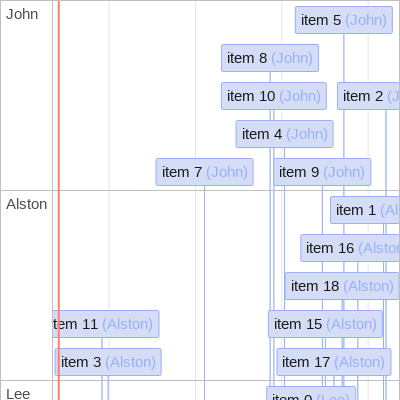 John
item 5 (John)
item 8 (John)
item 10 (John)
item 2 (J
item 4 (John)
item 7 (John)
item 9 (John)
Alston
item 1 (Al
item 16 (Alston
item 18 (Alston)
tem 11 (Alston)
item 15 (Alston)
item 3 (Alston)
item 17 (Alston)
Lee
item 0 (Lee)